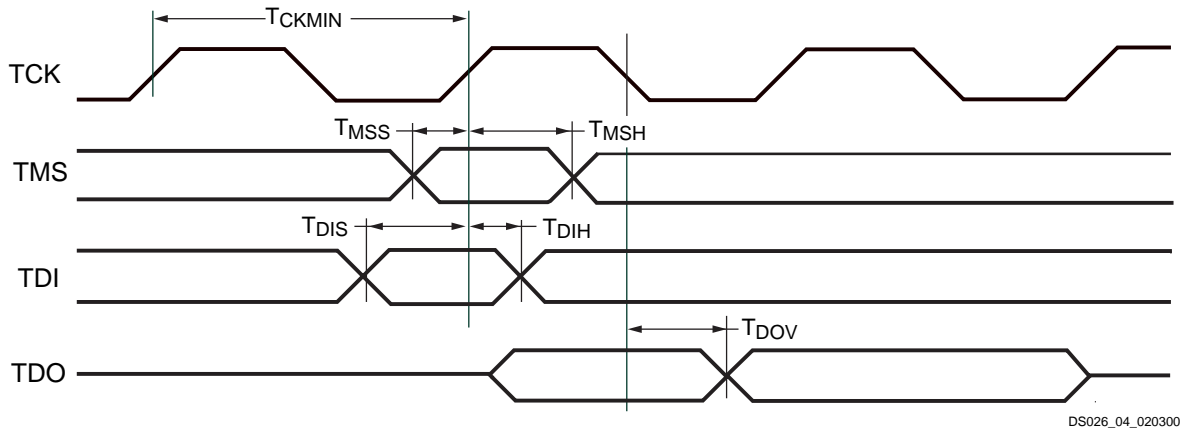 TCKMIN
TCK
TMSS TMSH
TMS
TDIS TDIH
TDI
TDOV
TDO
DS026_04_020300